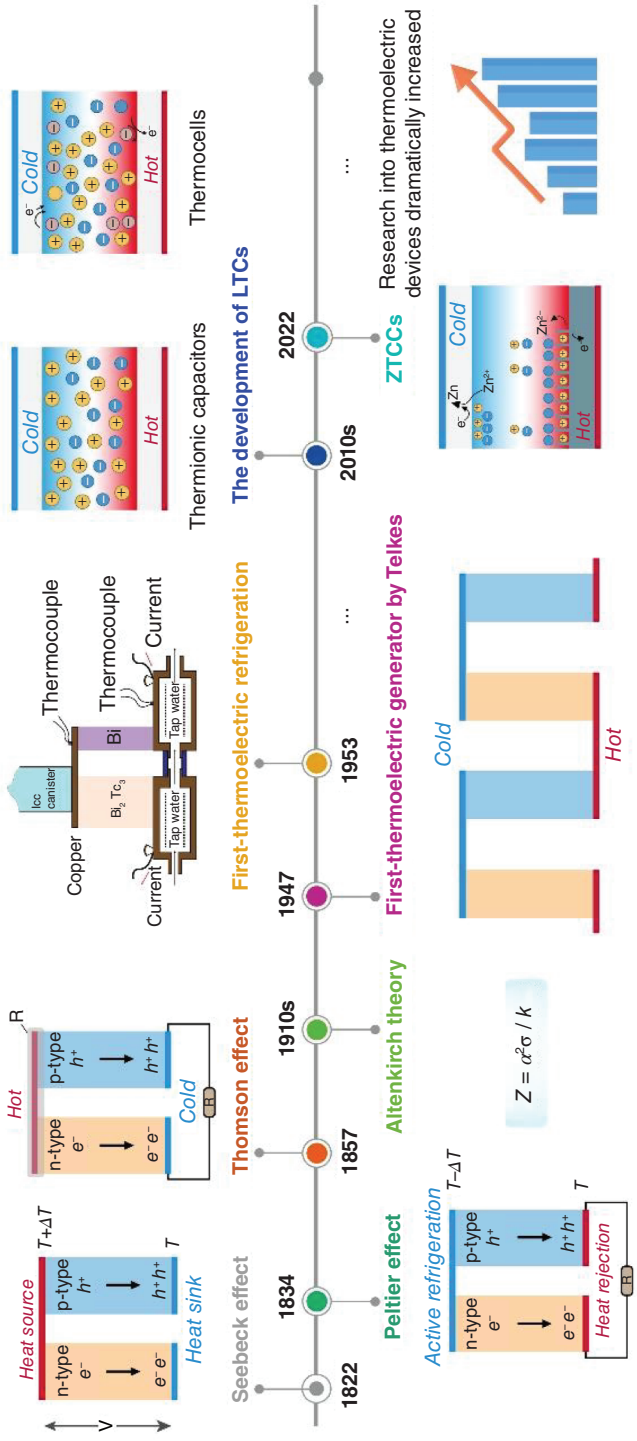 Heat source
T+ΔT
V
n-type
e⁻
e⁻ e⁻
p-type
h⁺
h⁺ h⁺
T
Heat sink
Seebeck effect
1822
1834
Peltier effect
Active refrigeration
T−ΔT
n-type
e⁻
e⁻ e⁻
p-type
h⁺
h⁺ h⁺
T
Heat rejection
R
Hot
R
n-type
e⁻
e⁻ e⁻
p-type
h⁺
h⁺ h⁺
Cold
R
Thomson effect
1857
1910s
Altenkirch theory
Z = α²σ / k
Icc
canister
Thermocouple
Copper
Bi₂ Tc₃
Bi
Thermocouple
Current
Current
Tap water
Tap water
First-thermoelectric refrigeration
1947
1953
First-thermoelectric generator by Telkes
Cold
Hot
...
Cold
Hot
Thermionic capacitors
Cold
e⁻
Hot
e⁻
Thermocells
The development of LTCs
2010s
2022
ZTCCs
Cold
Zn
e⁻
Zn²⁺
Zn²⁻
Hot
e⁻
...
Research into thermoelectric
devices dramatically increased